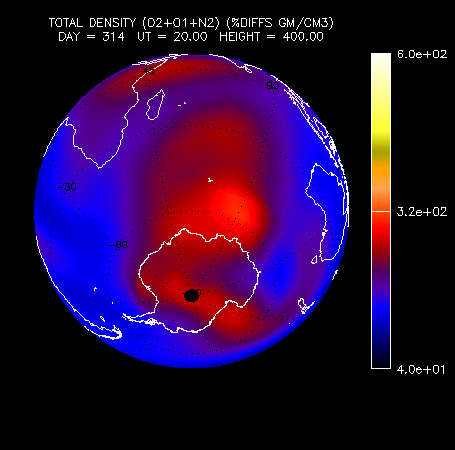 TOTAL DENSITY (O2+O1+N2) (%DIFFS GM/CM3)
DAY = 314 UT = 20.00 HEIGHT = 400.00
6.0e+02
90
-30
3.2e+02
-60
4.0e+01